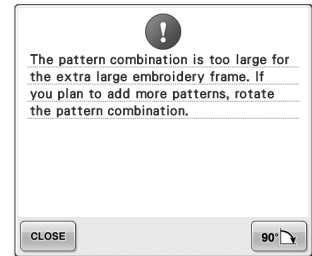 The pattern combination is too large for
the extra large embroidery frame. If
you plan to add more patterns, rotate
the pattern combination.
CLOSE
90°